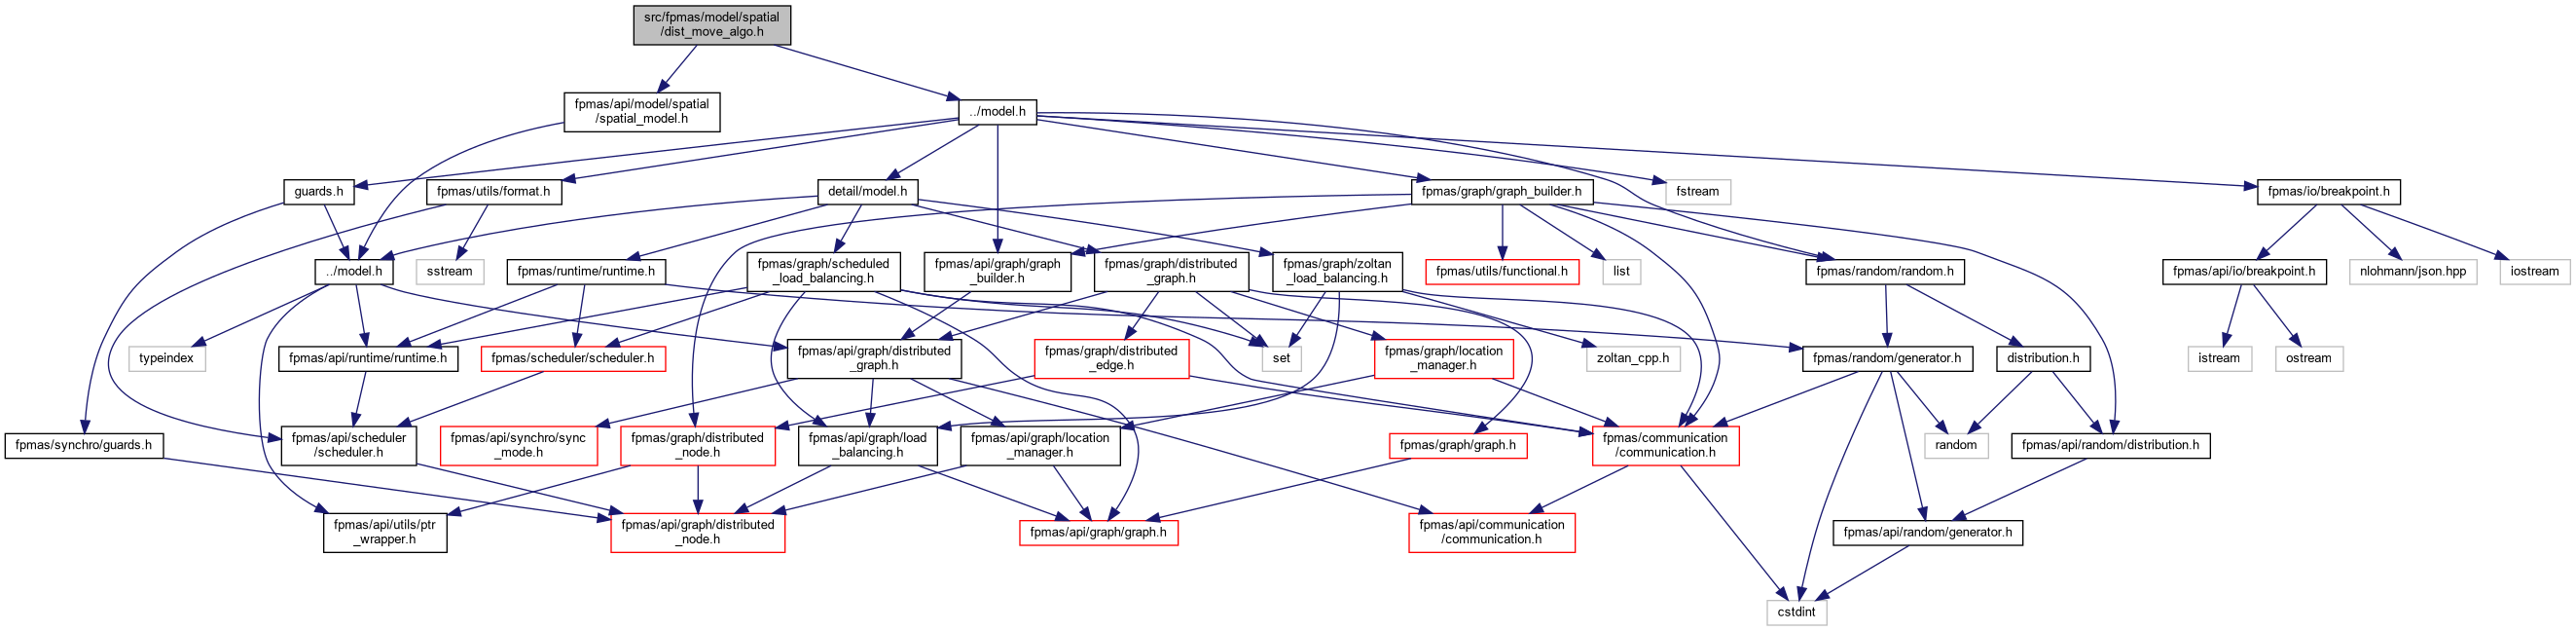 src/fpmas/model/spatial
/dist_move_algo.h
fpmas/api/model/spatial
/spatial_model.h
../model.h
guards.h
fpmas/utils/format.h
detail/model.h
fpmas/graph/graph_builder.h
fstream
fpmas/io/breakpoint.h
../model.h
sstream
fpmas/runtime/runtime.h
fpmas/graph/scheduled
_load_balancing.h
fpmas/api/graph/graph
_builder.h
fpmas/graph/distributed
_graph.h
fpmas/graph/zoltan
_load_balancing.h
fpmas/utils/functional.h
list
fpmas/random/random.h
fpmas/api/io/breakpoint.h
nlohmann/json.hpp
iostream
typeindex
fpmas/api/runtime/runtime.h
fpmas/scheduler/scheduler.h
fpmas/api/graph/distributed
_graph.h
fpmas/graph/distributed
_edge.h
set
fpmas/graph/location
_manager.h
zoltan_cpp.h
fpmas/random/generator.h
distribution.h
istream
ostream
fpmas/synchro/guards.h
fpmas/api/scheduler
/scheduler.h
fpmas/api/synchro/sync
_mode.h
fpmas/graph/distributed
_node.h
fpmas/api/graph/load
_balancing.h
fpmas/api/graph/location
_manager.h
fpmas/graph/graph.h
fpmas/communication
/communication.h
random
fpmas/api/random/distribution.h
fpmas/api/utils/ptr
_wrapper.h
fpmas/api/graph/distributed
_node.h
fpmas/api/graph/graph.h
fpmas/api/communication
/communication.h
fpmas/api/random/generator.h
cstdint